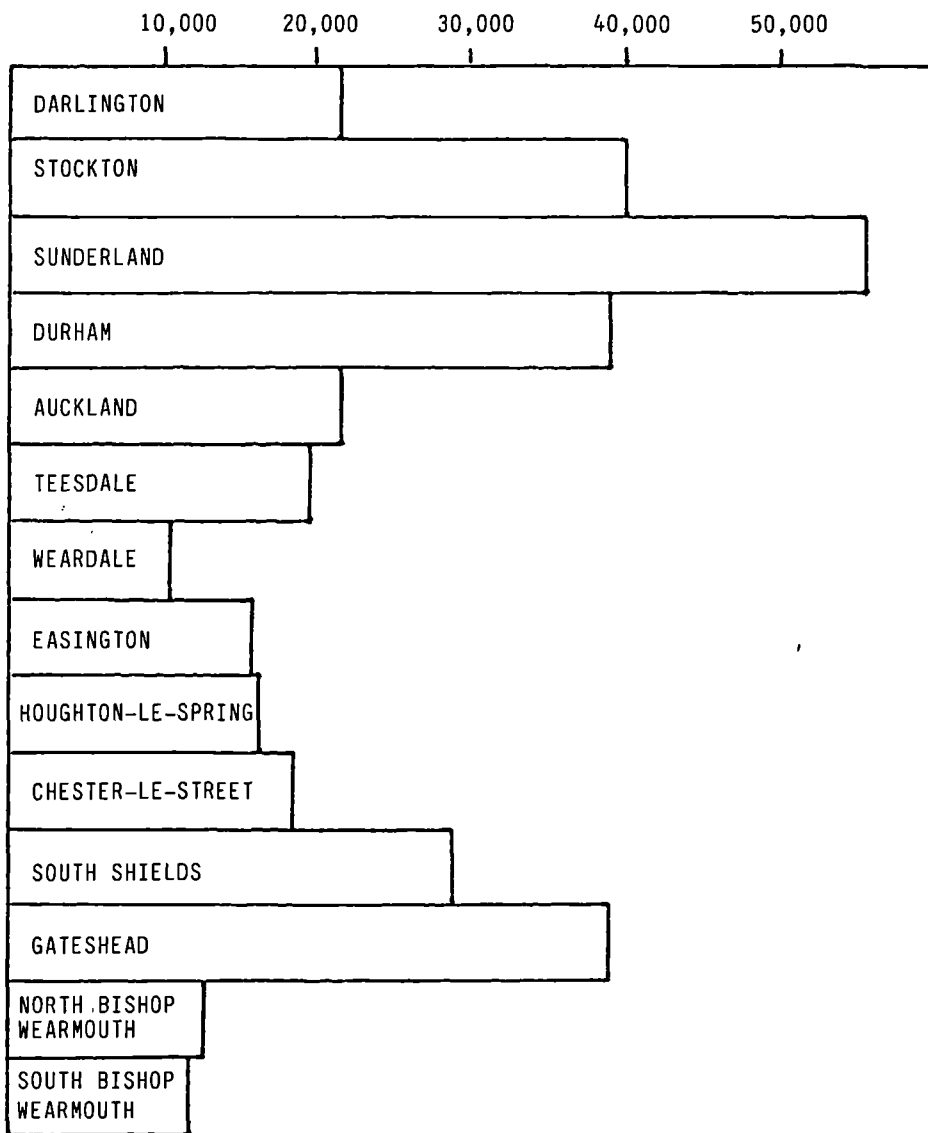 10,000 20,000 30,000 40,000 50,000
DARLINGTON
STOCKTON
SUNDERLAND
DURHAM
AUCKLAND
TEESDALE
WEARDALE
EASINGTON
HOUGHTON-LE-SPRING
CHESTER-LE-STREET
SOUTH SHIELDS
GATESHEAD
NORTH BISHOP
WEARMOUTH
SOUTH BISHOP
WEARMOUTH